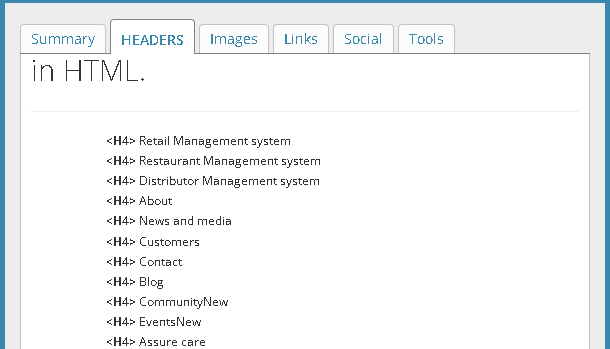 Summary HEADERS Images Links Social Tools
in HTML.
<H4> Retail Management system
<H4> Restaurant Management system
<H4> Distributor Management system
<H4> About
<H4> News and media
<H4> Customers
<H4> Contact
<H4> Blog
<H4> CommunityNew
<H4> EventsNew
<H4> Assure care